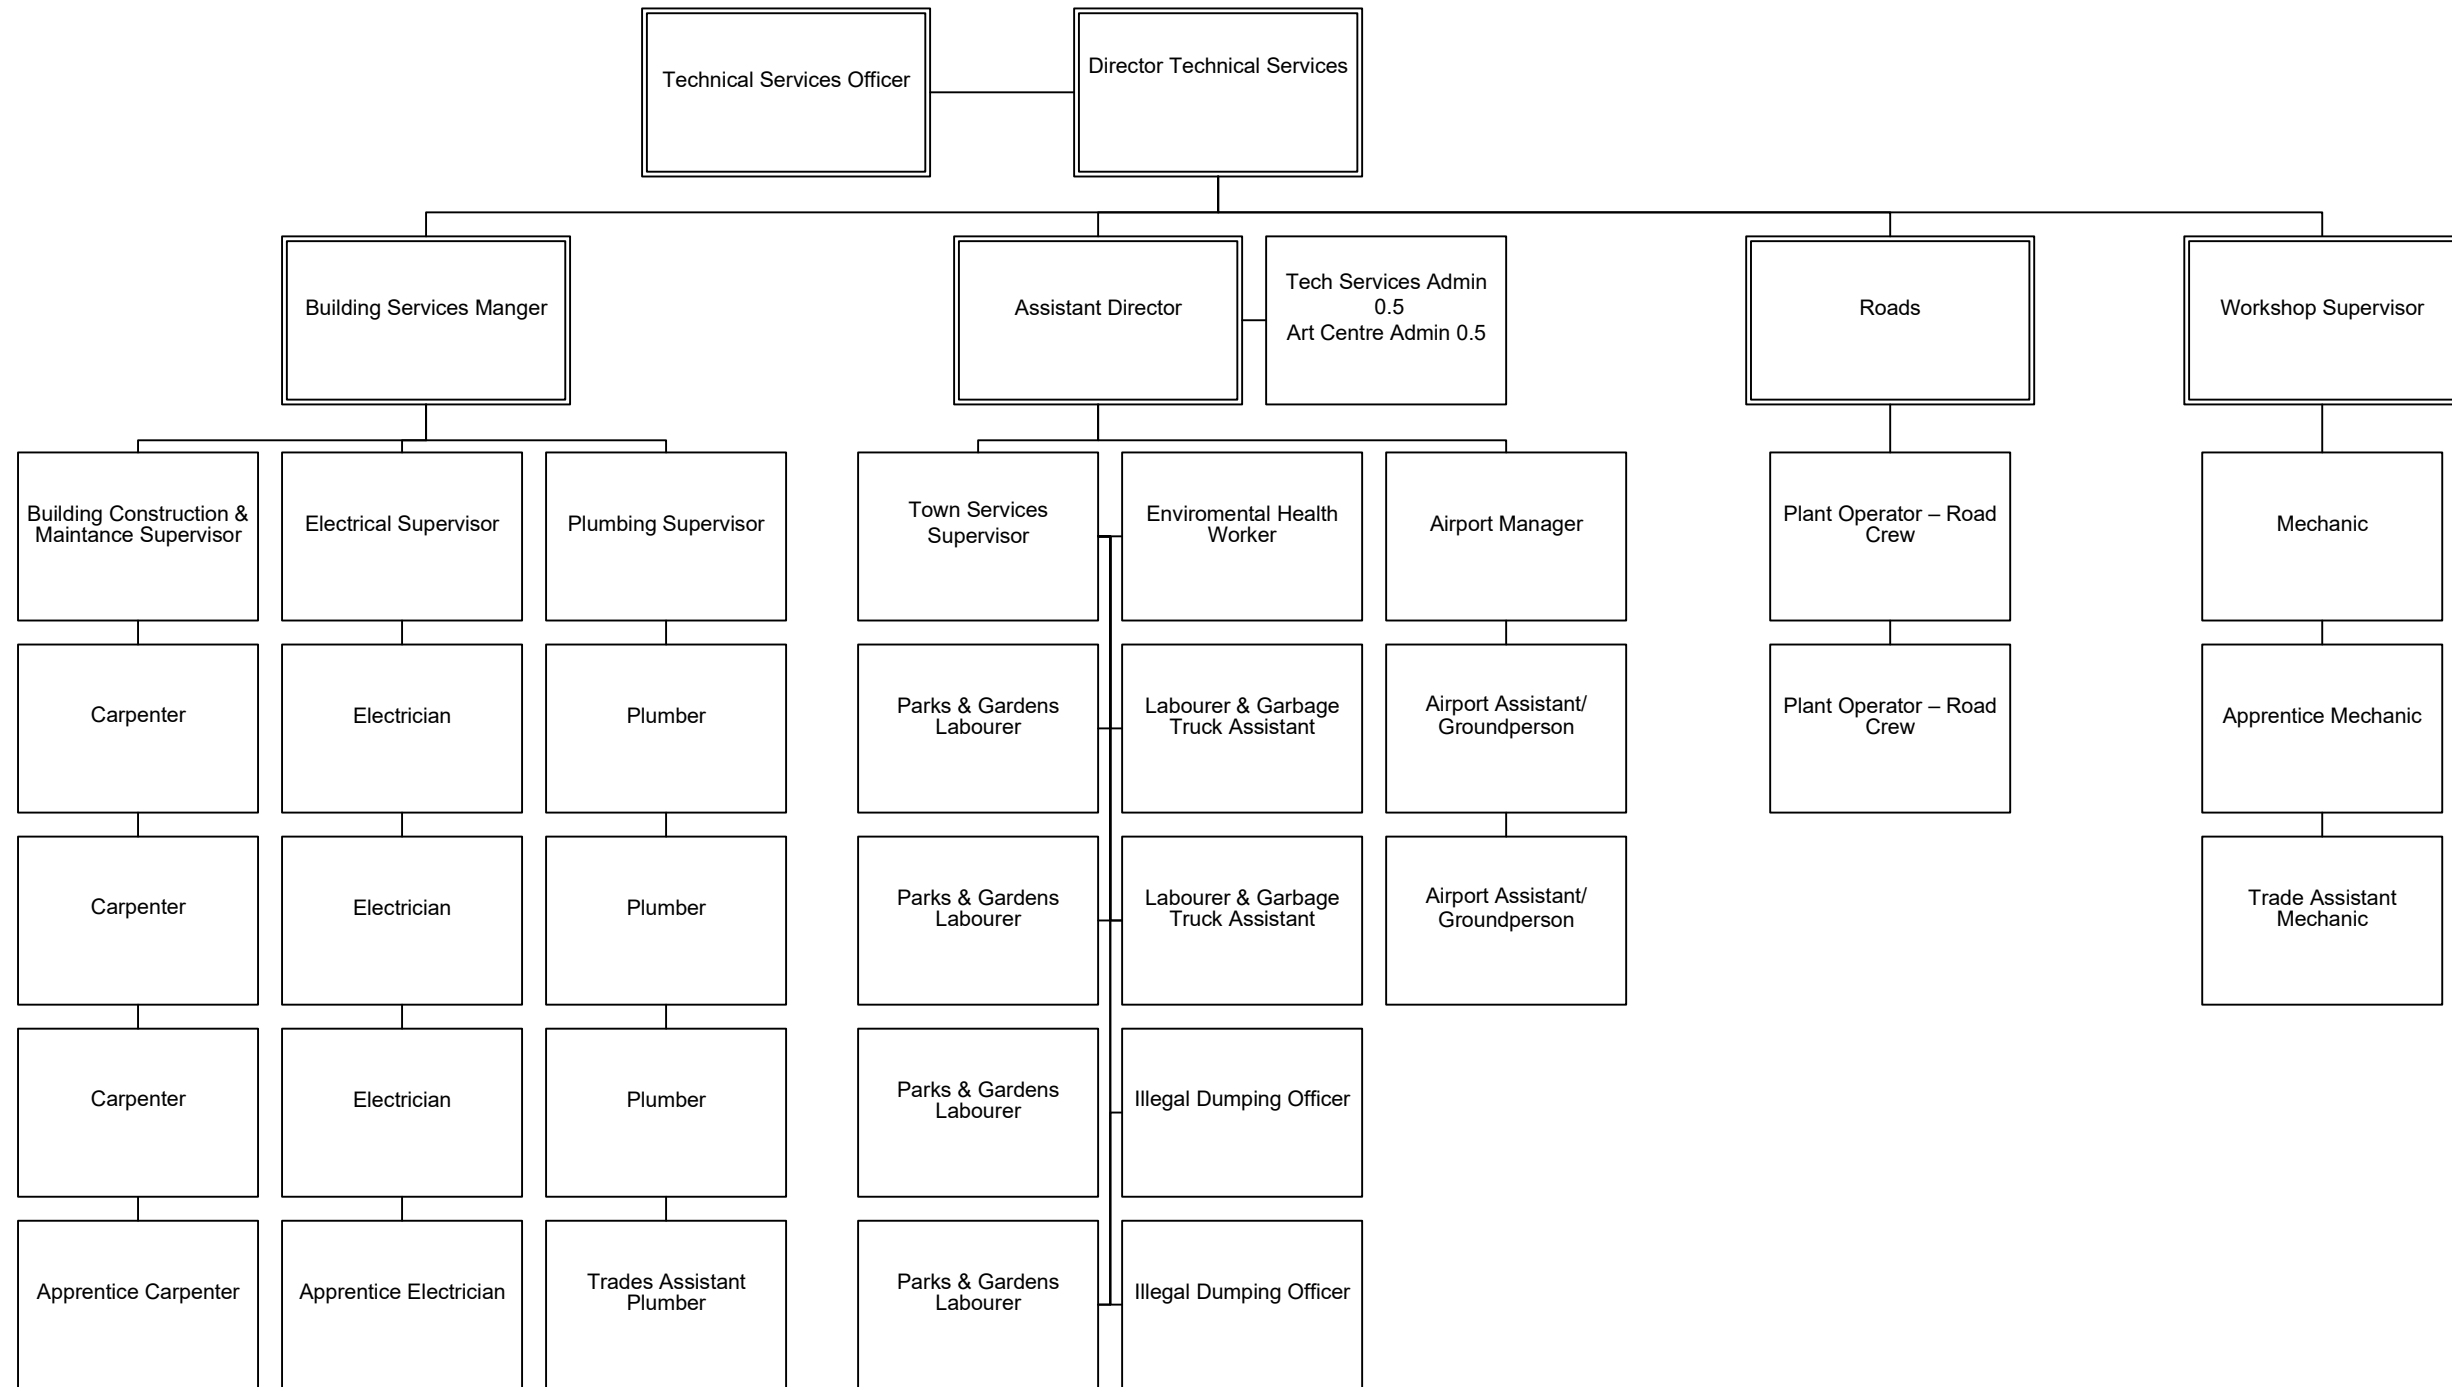 Technical Services Officer
Director Technical Services
Building Services Manger
Assistant Director
Tech Services Admin
0.5
Art Centre Admin 0.5
Roads
Workshop Supervisor
Building Construction &
Maintance Supervisor
Electrical Supervisor
Plumbing Supervisor
Town Services
Supervisor
Enviromental Health
Worker
Airport Manager
Plant Operator – Road
Crew
Mechanic
Carpenter
Electrician
Plumber
Parks & Gardens
Labourer
Labourer & Garbage
Truck Assistant
Airport Assistant/
Groundperson
Plant Operator – Road
Crew
Apprentice Mechanic
Carpenter
Electrician
Plumber
Parks & Gardens
Labourer
Labourer & Garbage
Truck Assistant
Airport Assistant/
Groundperson
Trade Assistant
Mechanic
Carpenter
Electrician
Plumber
Parks & Gardens
Labourer
Illegal Dumping Officer
Apprentice Carpenter
Apprentice Electrician
Trades Assistant
Plumber
Parks & Gardens
Labourer
Illegal Dumping Officer